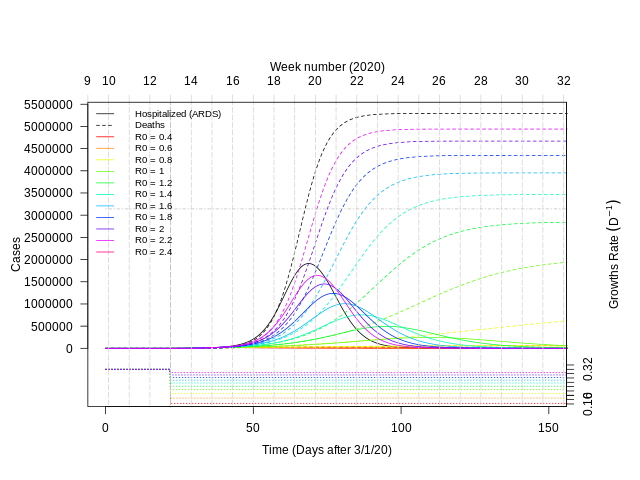 Week number (2020)
9 10 12 14 16 18 20 22 24 26 28 30 32
5500000
5000000
4500000
4000000
3500000
3000000
2500000
2000000
1500000
1000000
500000
0
Cases
Hospitalized (ARDS)
Deaths
R0 = 0.4
R0 = 0.6
R0 = 0.8
R0 = 1
R0 = 1.2
R0 = 1.4
R0 = 1.6
R0 = 1.8
R0 = 2
R0 = 2.2
R0 = 2.4
Growths Rate (D⁻¹)
0.32
0.16
0 50 100 150
Time (Days after 3/1/20)